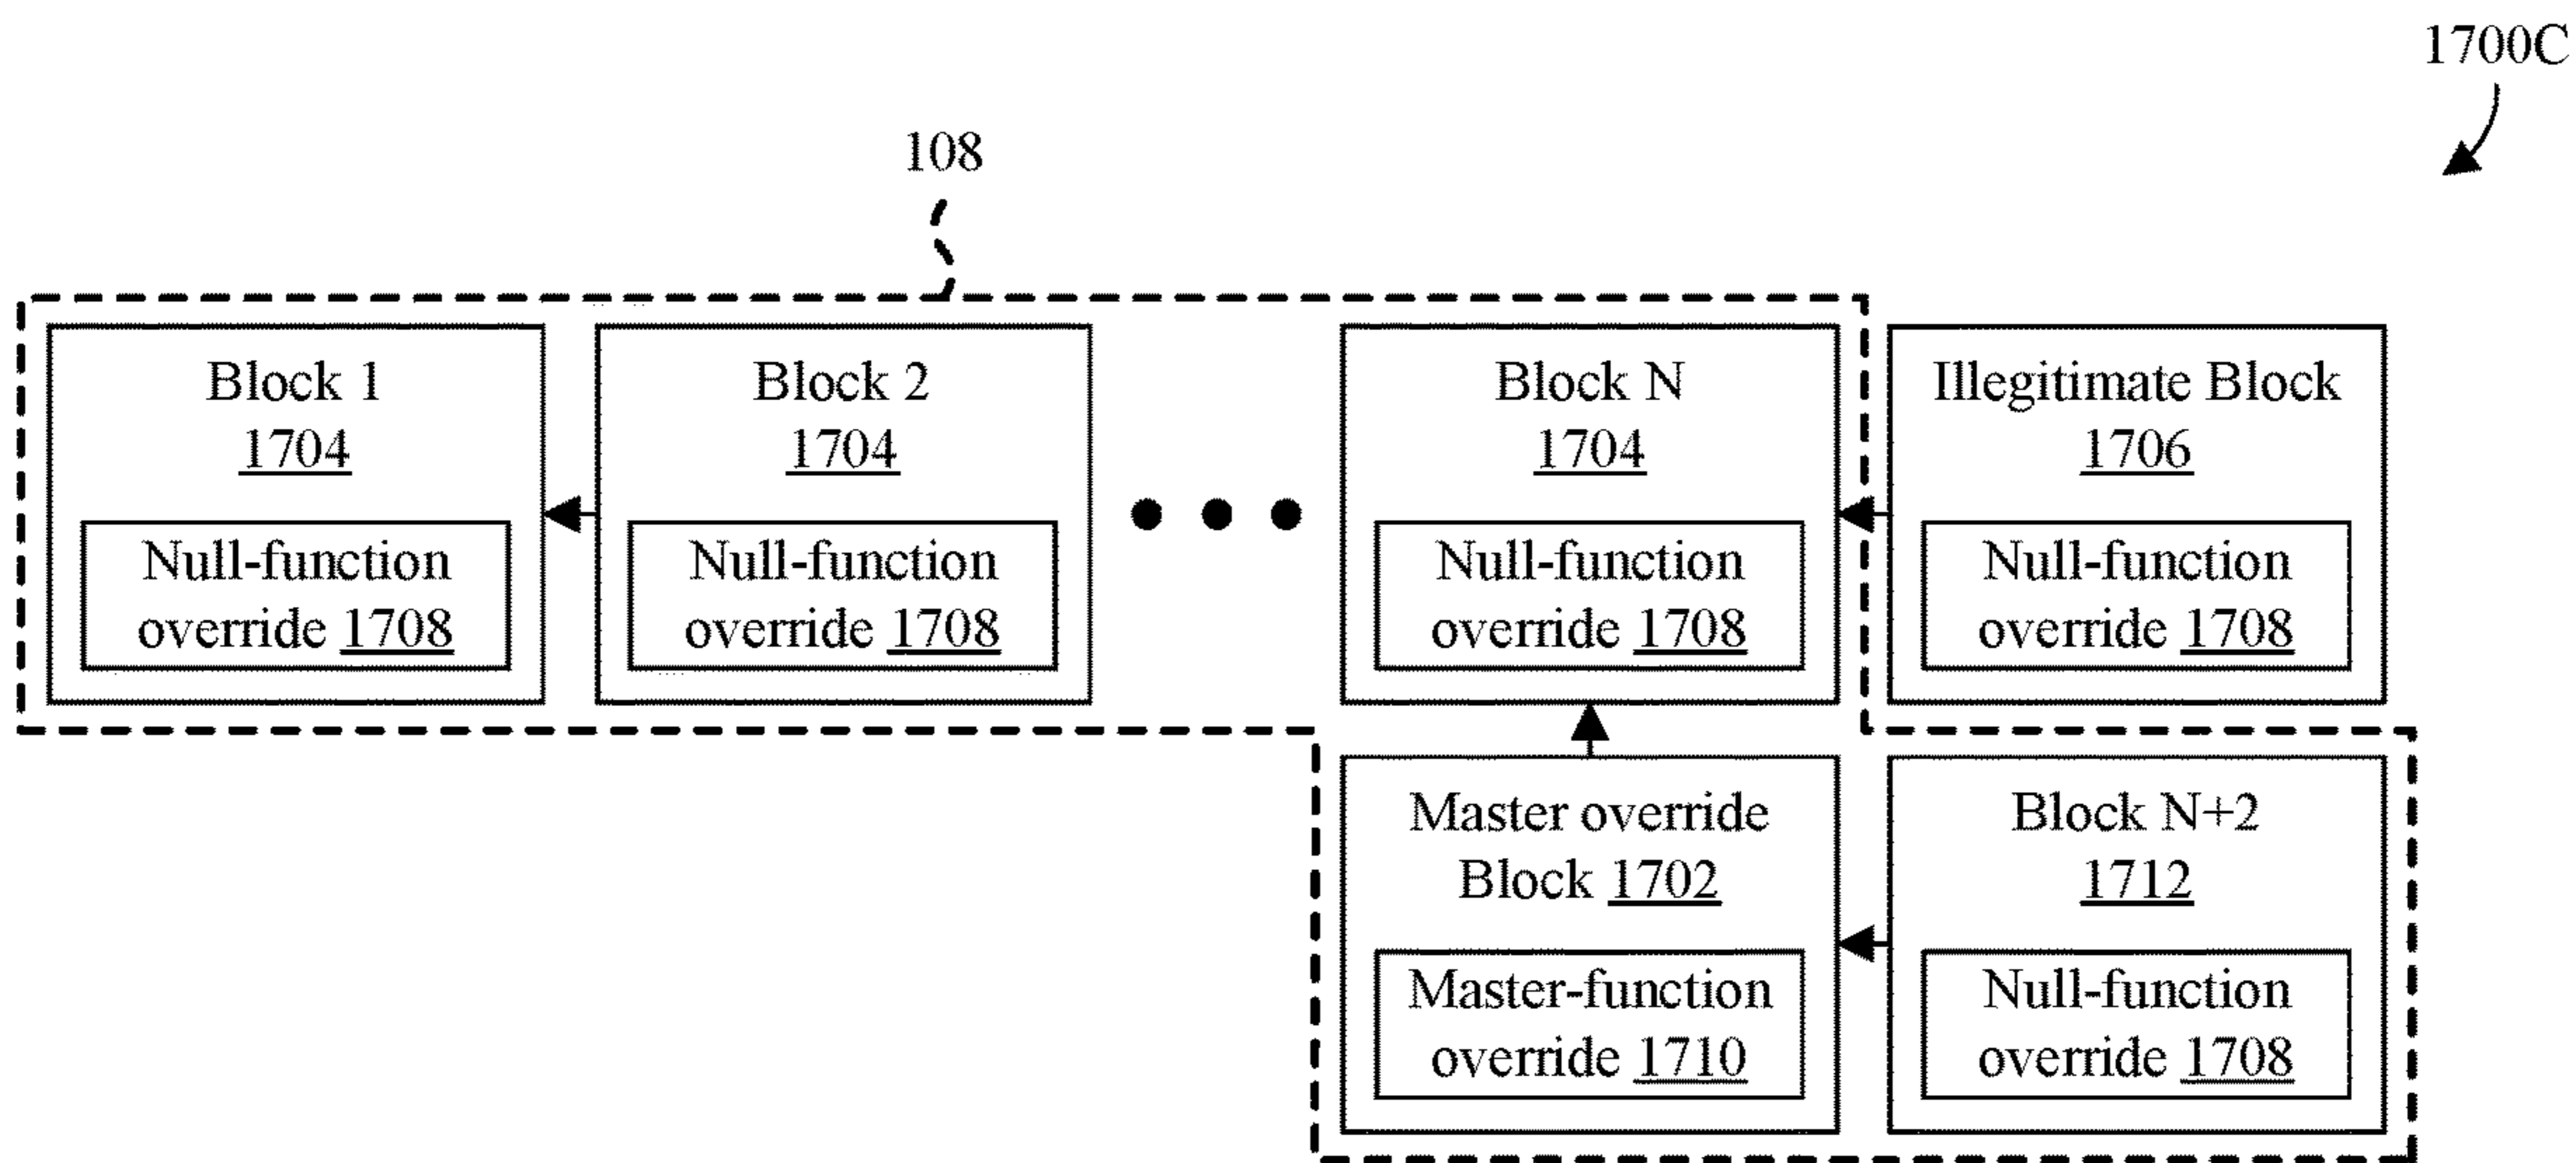 1700C
108
Block 1
1704
Null-function
override 1708
Block 2
1704
Null-function
override 1708
Block N
1704
Null-function
override 1708
Illegitimate Block
1706
Null-function
override 1708
Master override
Block 1702
Master-function
override 1710
Block N+2
1712
Null-function
override 1708